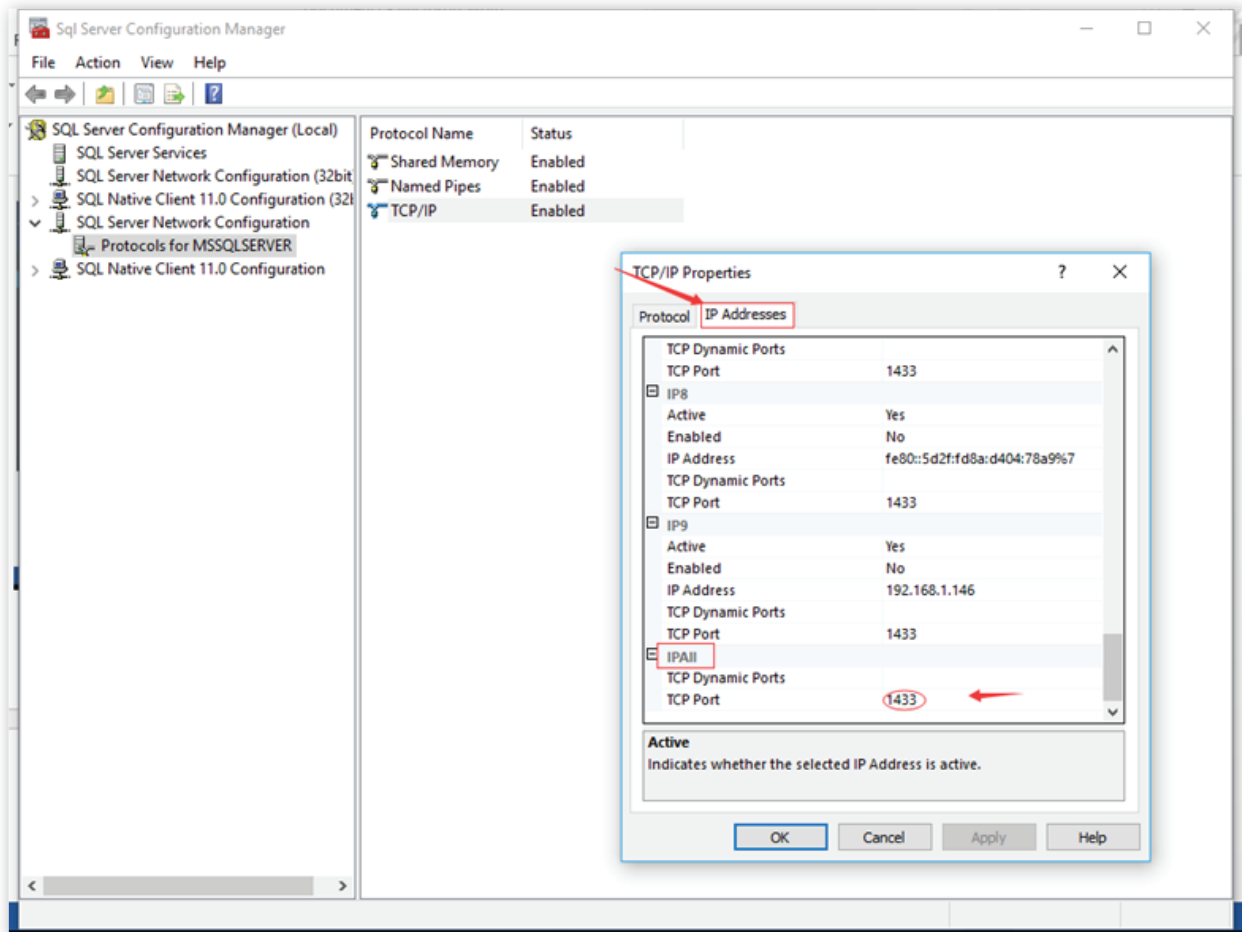 Sql Server Configuration Manager
File Action View Help
SQL Server Configuration Manager (Local)
SQL Server Services
SQL Server Network Configuration (32bit
SQL Native Client 11.0 Configuration (32
SQL Server Network Configuration
Protocols for MSSQLSERVER
SQL Native Client 11.0 Configuration
Protocol Name Status
Shared Memory Enabled
Named Pipes Enabled
TCP/IP Enabled
TCP/IP Properties ?
Protocol IP Addresses
TCP Dynamic Ports
TCP Port 1433
IP8
Active Yes
Enabled No
IP Address fe80::5d2f:fd8a:d404:78a9%7
TCP Dynamic Ports
TCP Port 1433
IP9
Active Yes
Enabled No
IP Address 192.168.1.146
TCP Dynamic Ports
TCP Port 1433
IPAll
TCP Dynamic Ports
TCP Port 1433
Active
Indicates whether the selected IP Address is active.
OK Cancel Apply Help